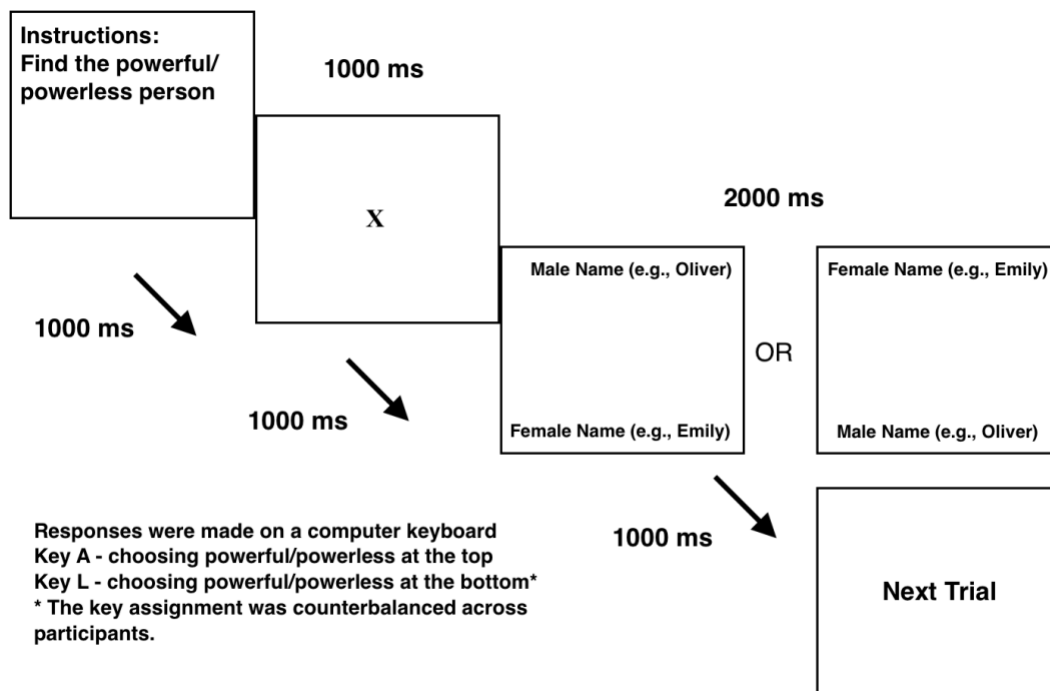 Instructions:
Find the powerful/
powerless person
1000 ms
X
2000 ms
1000 ms
Male Name (e.g., Oliver)
Female Name (e.g., Emily)
OR
Female Name (e.g., Emily)
Male Name (e.g., Oliver)
1000 ms
1000 ms
Next Trial
Responses were made on a computer keyboard
Key A - choosing powerful/powerless at the top
Key L - choosing powerful/powerless at the bottom*
* The key assignment was counterbalanced across
participants.